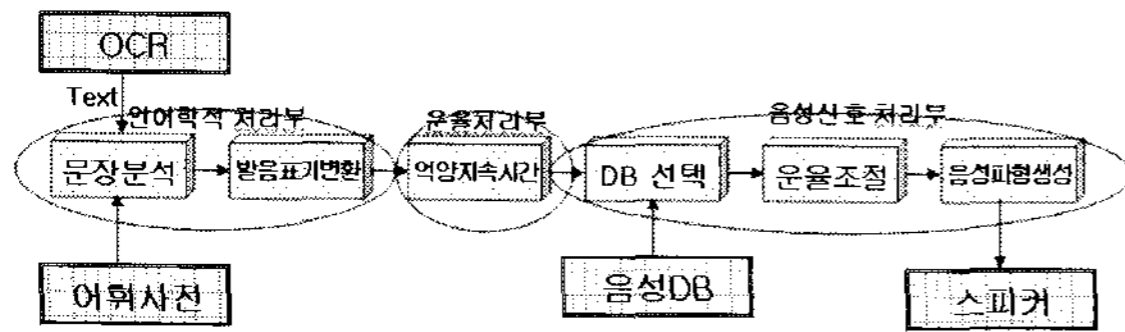 OCR
Text
언어학적 처리부
운율처리부
음성신호 처리부
문장분석
발음표기변환
억양지속시간
DB 선택
운율조절
음성파형생성
어휘사전
음성DB
스피커